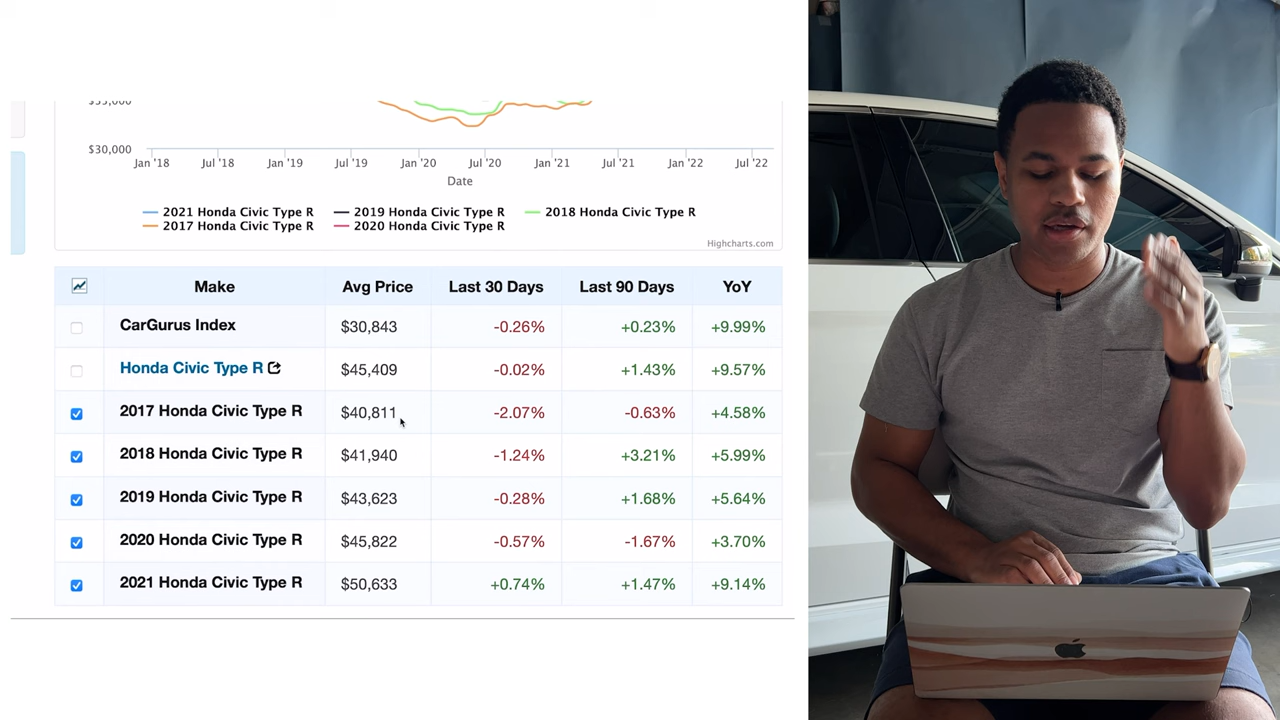 $30,000
Jan '18 Jul '18 Jan '19 Jul '19 Jan '20 Jul '20 Jan '21 Jul '21 Jan '22 Jul '22
Date
2021 Honda Civic Type R 2019 Honda Civic Type R 2018 Honda Civic Type R
2017 Honda Civic Type R 2020 Honda Civic Type R
Highcharts.com
Make Avg Price Last 30 Days Last 90 Days YoY
CarGurus Index $30,843 -0.26% +0.23% +9.99%
Honda Civic Type R $45,409 -0.02% +1.43% +9.57%
2017 Honda Civic Type R $40,811 -2.07% -0.63% +4.58%
2018 Honda Civic Type R $41,940 -1.24% +3.21% +5.99%
2019 Honda Civic Type R $43,623 -0.28% +1.68% +5.64%
2020 Honda Civic Type R $45,822 -0.57% -1.67% +3.70%
2021 Honda Civic Type R $50,633 +0.74% +1.47% +9.14%